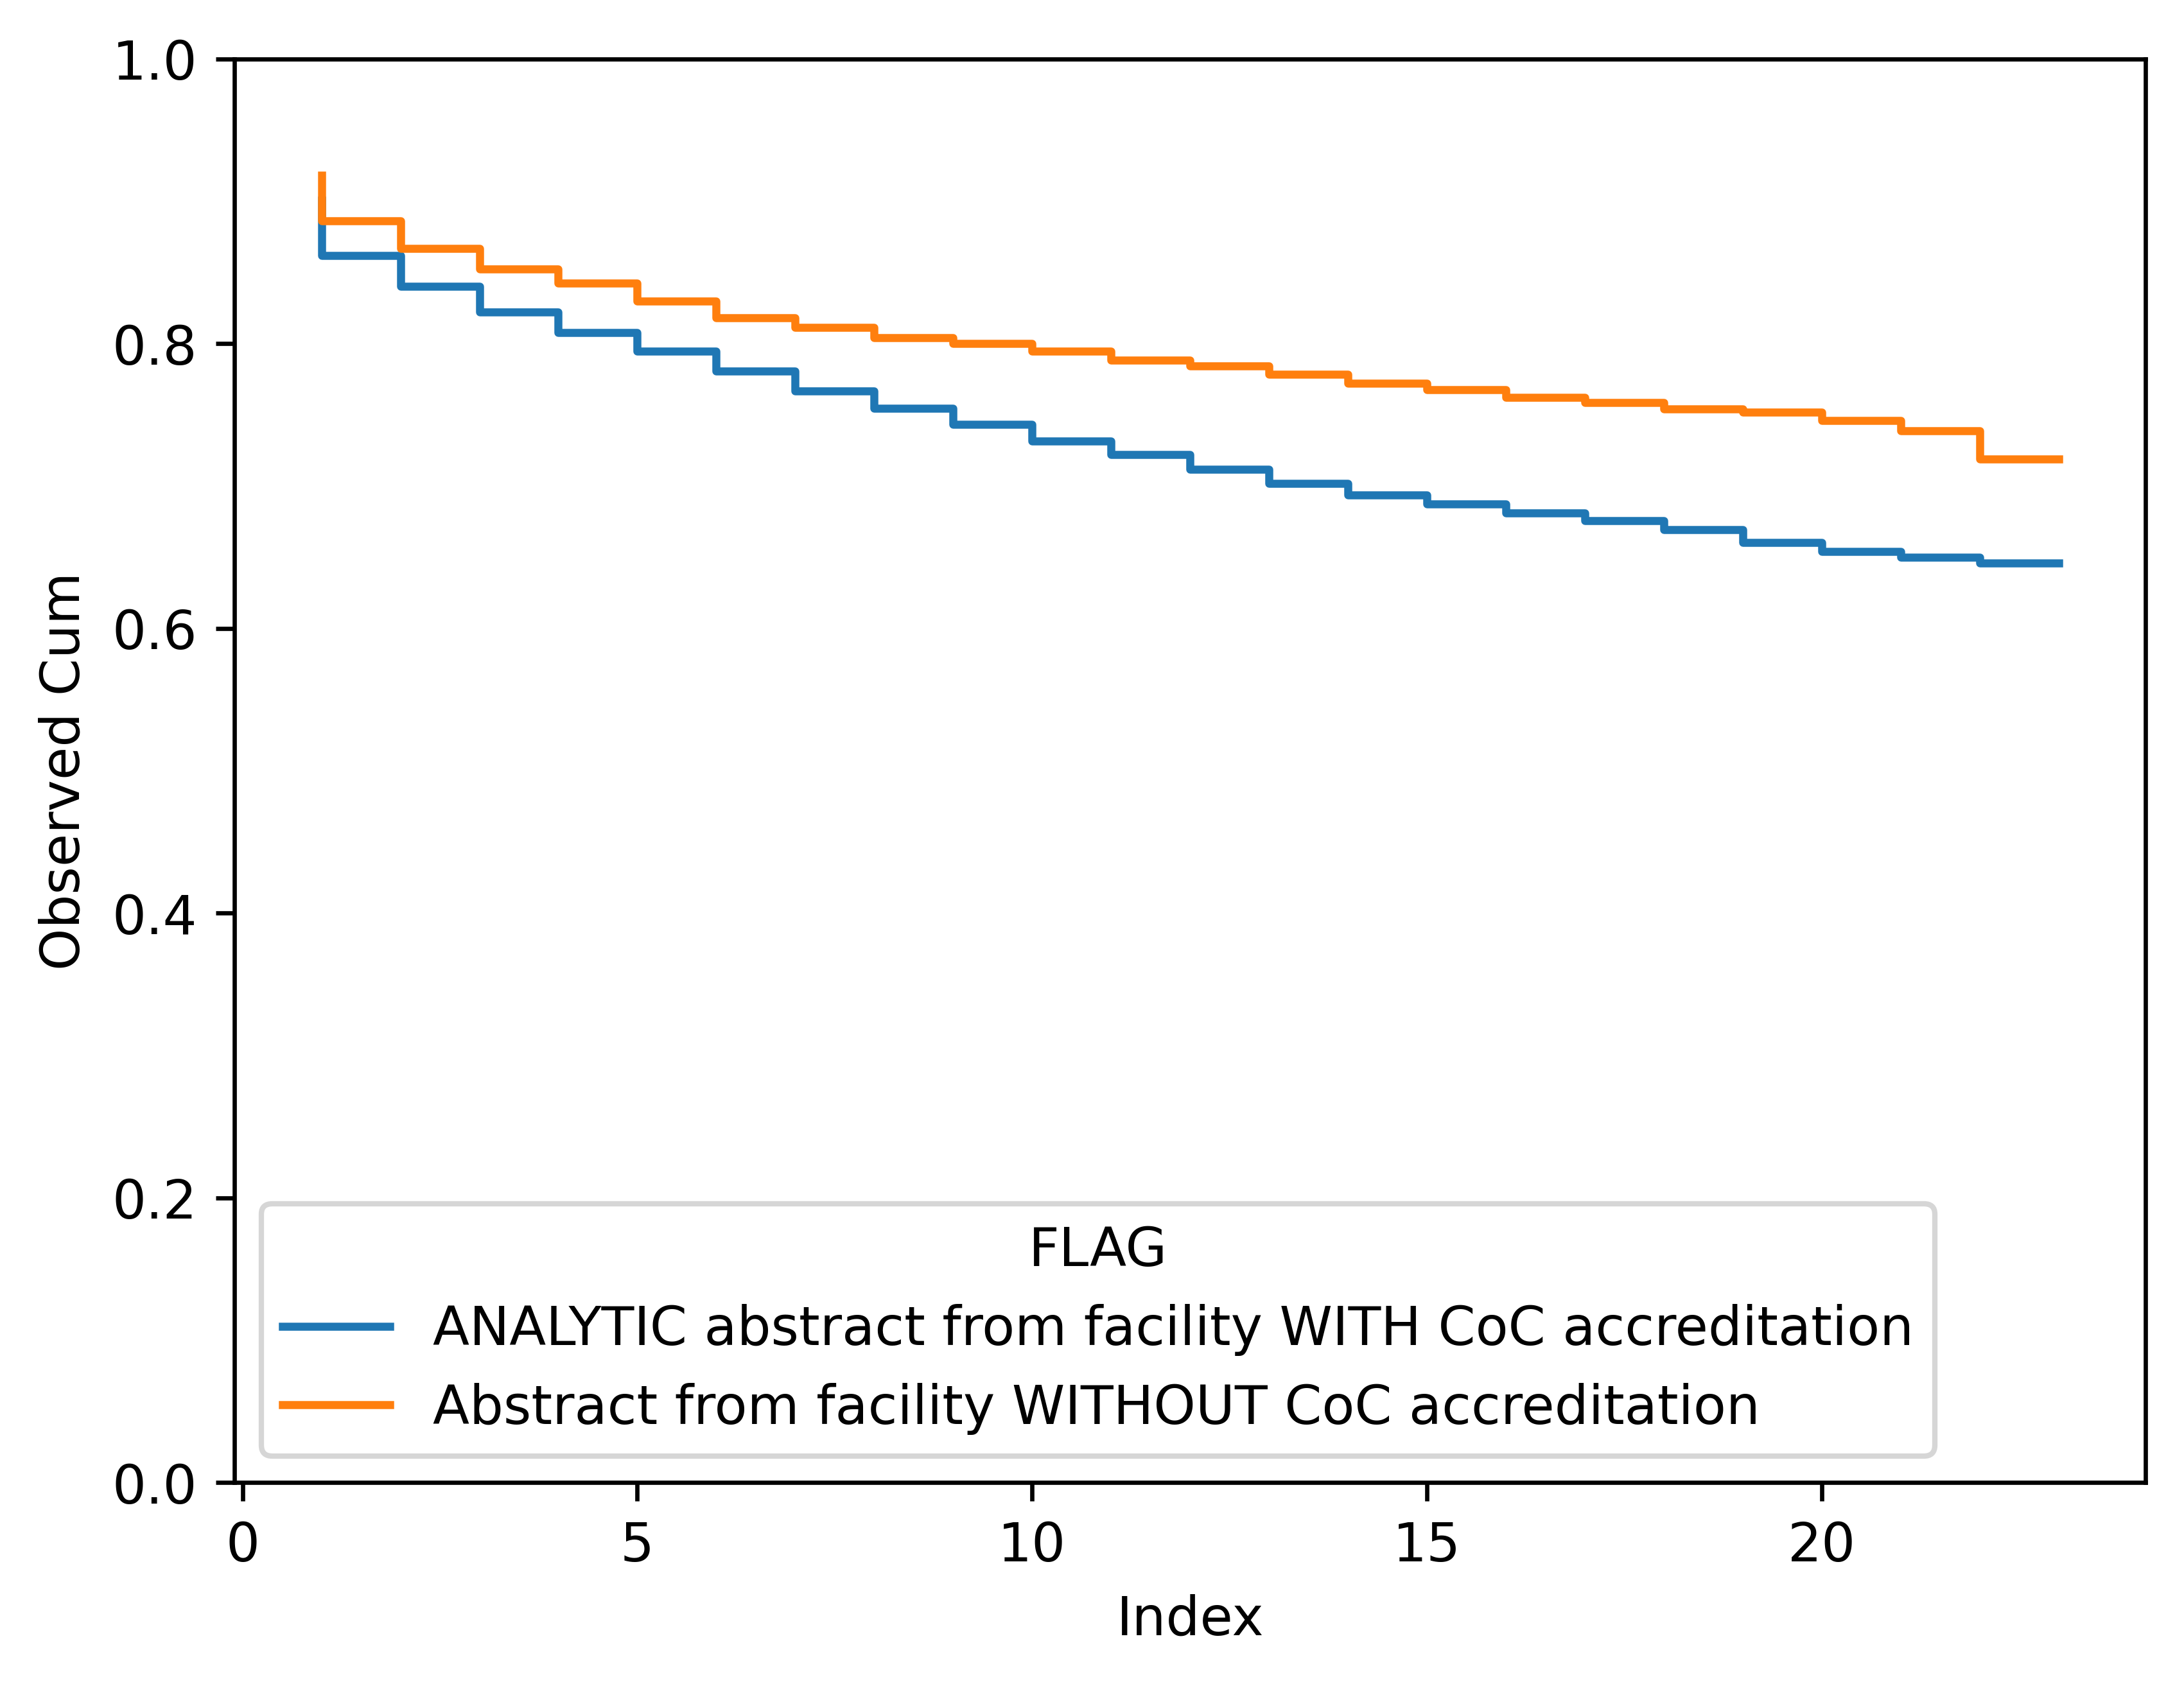 1.0
0.8
0.6
0.4
0.2
0.0
Observed Cum
FLAG
ANALYTIC abstract from facility WITH CoC accreditation
Abstract from facility WITHOUT CoC accreditation
0 5 10 15 20
Index